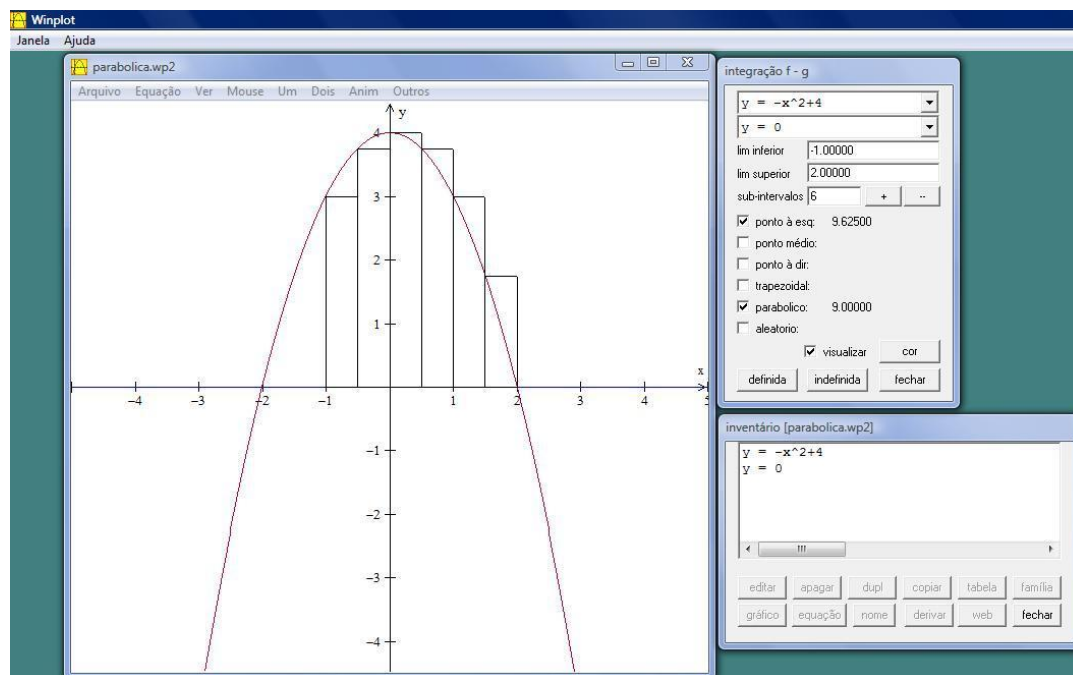 Winplot
Janela Ajuda
parabolica.wp2
Arquivo Equação Ver Mouse Um Dois Anim Outros
y
4
3
2
1
x
-4 -3 -2 -1 1 2 3 4 5
-1
-2
-3
-4
integração f - g
y = -x^2+4
y = 0
lim inferior -1.00000
lim superior 2.00000
sub-intervalos 6 + --
ponto à esq: 9.62500
ponto médio:
ponto à dir:
trapezoidal:
parabolico: 9.00000
aleatorio:
visualizar cor
definida indefinida fechar
inventário [parabolica.wp2]
y = -x^2+4
y = 0
editar apagar dupl copiar tabela família
gráfico equação nome derivar web fechar